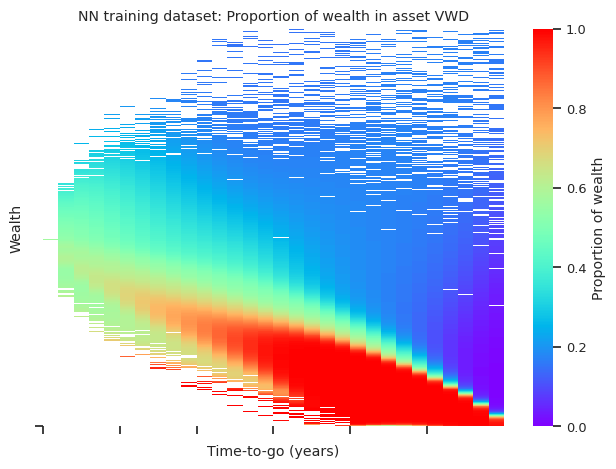 NN training dataset: Proportion of wealth in asset VWD
1.0
0.8
0.6
0.4
0.2
0.0
Proportion of wealth
Wealth
Time-to-go (years)